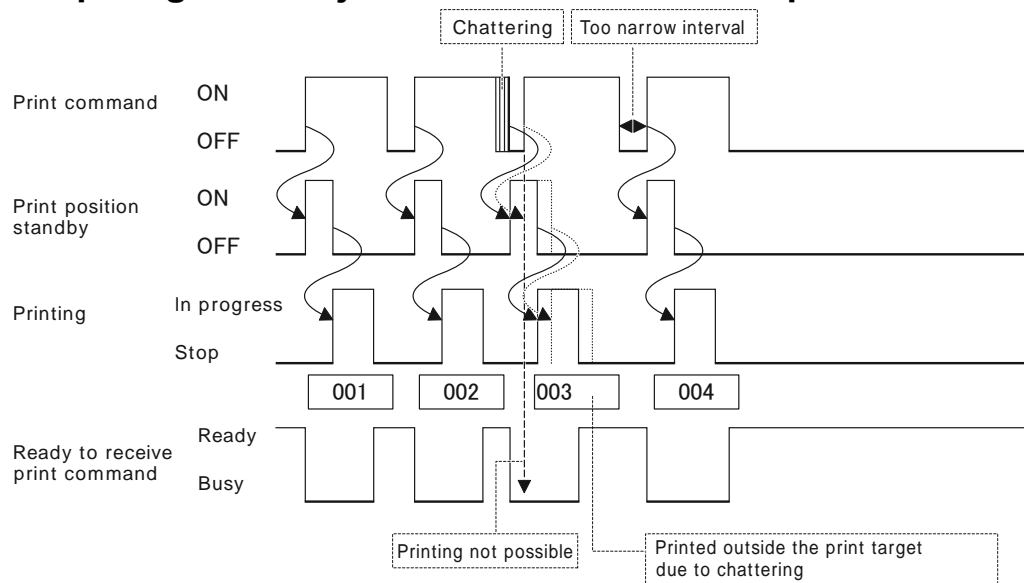 Chattering
Too narrow interval
Print command
ON
OFF
Print position
standby
ON
OFF
Printing
In progress
Stop
001
002
003
004
Ready to receive
print command
Ready
Busy
Printing not possible
Printed outside the print target
due to chattering